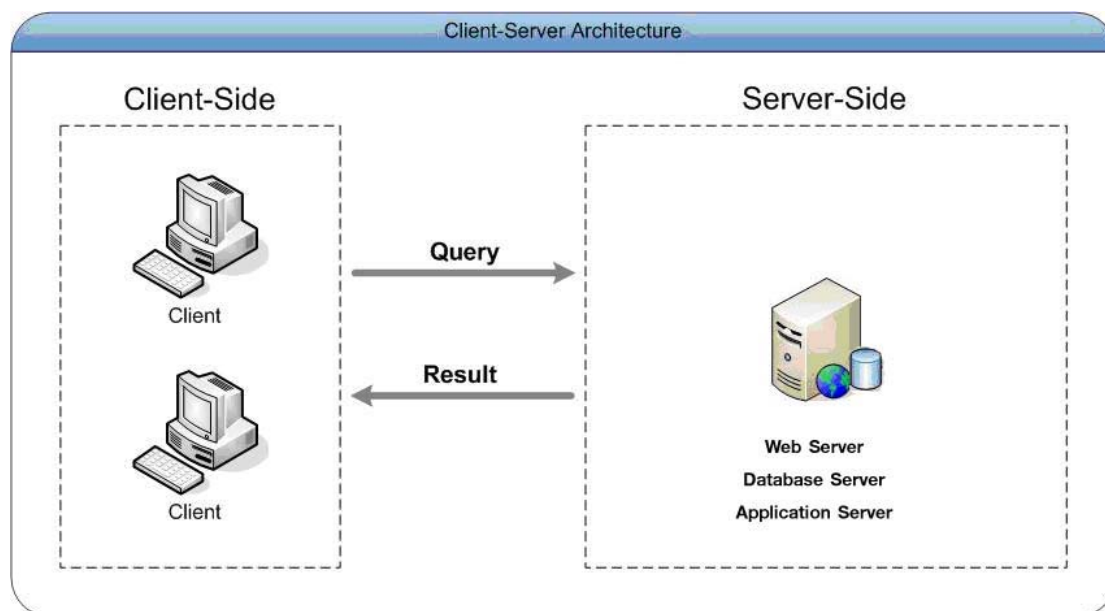 Client-Server Architecture
Client-Side
Server-Side
Query
Client
Result
Client
Web Server
Database Server
Application Server